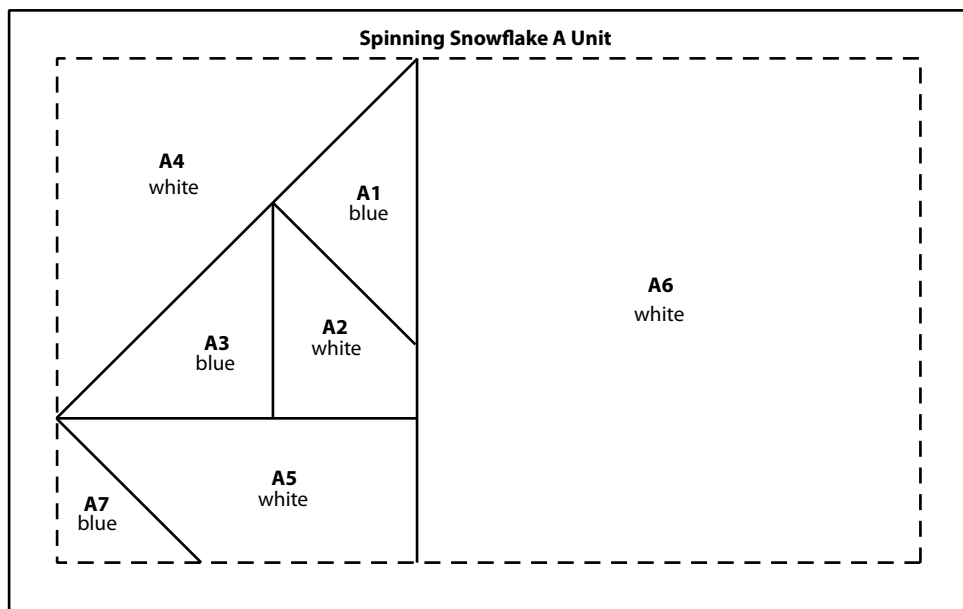 Spinning Snowflake A Unit
A4
white
A1
blue
A6
white
A2
white
A3
blue
A5
white
A7
blue